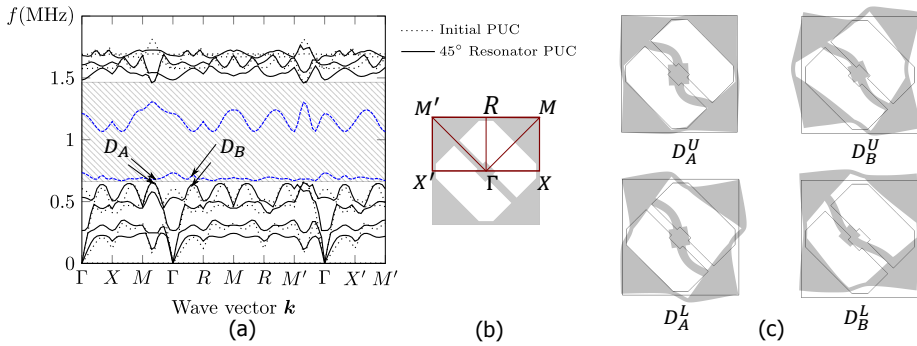 f(MHz)
1.5
1
0.5
0
D_A
D_B
Γ X M Γ R M R M′ Γ X′ M′
Wave vector k
(a)
Initial PUC
45° Resonator PUC
M′ R M
X′ Γ X
(b)
D_A^U
D_B^U
D_A^L
D_B^L
(c)